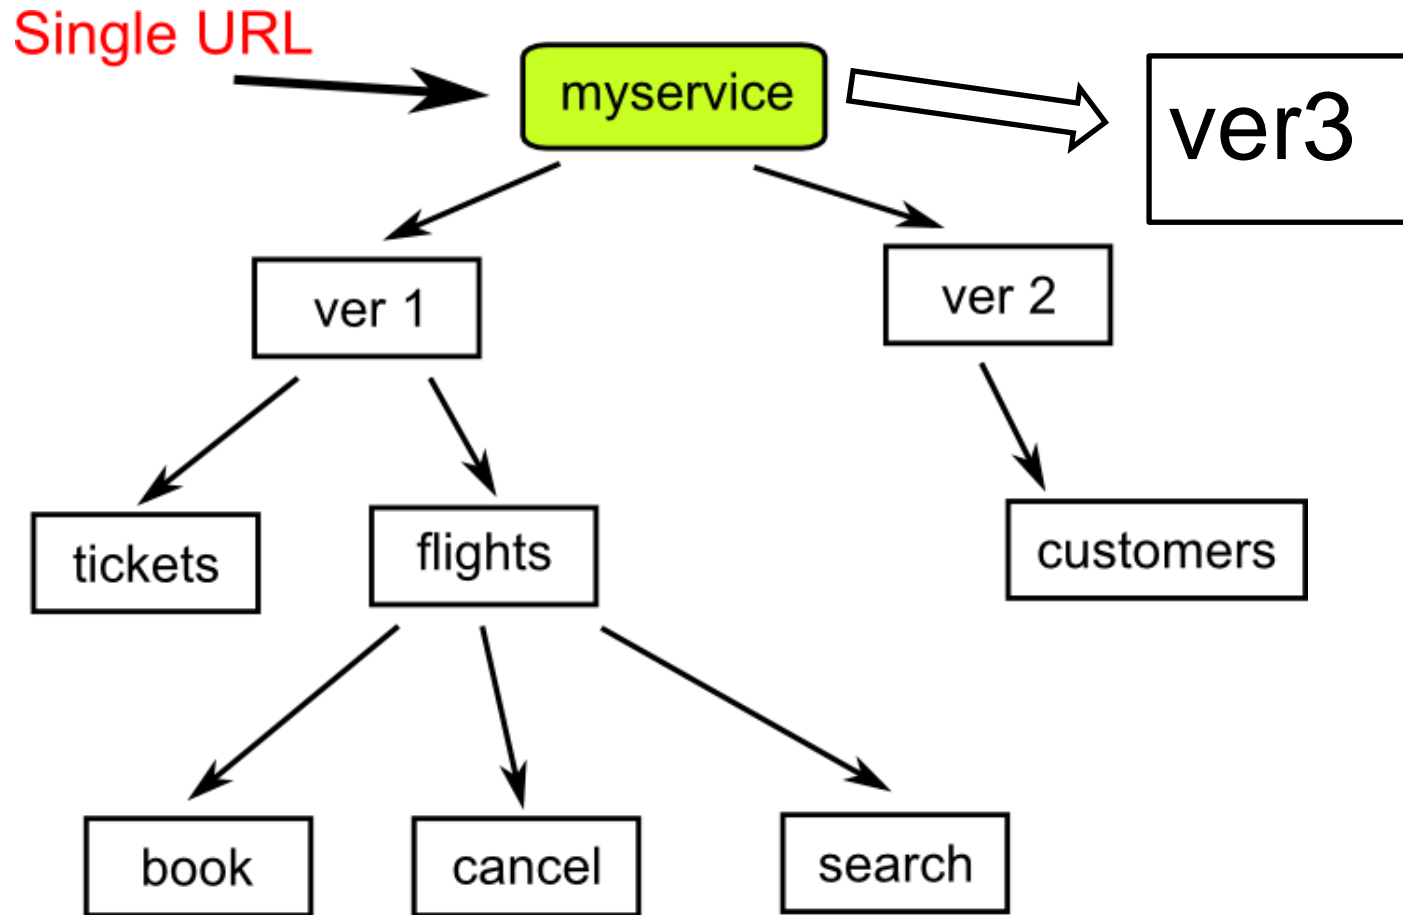 Single URL
myservice
ver3
ver 1
ver 2
tickets
flights
customers
book
cancel
search